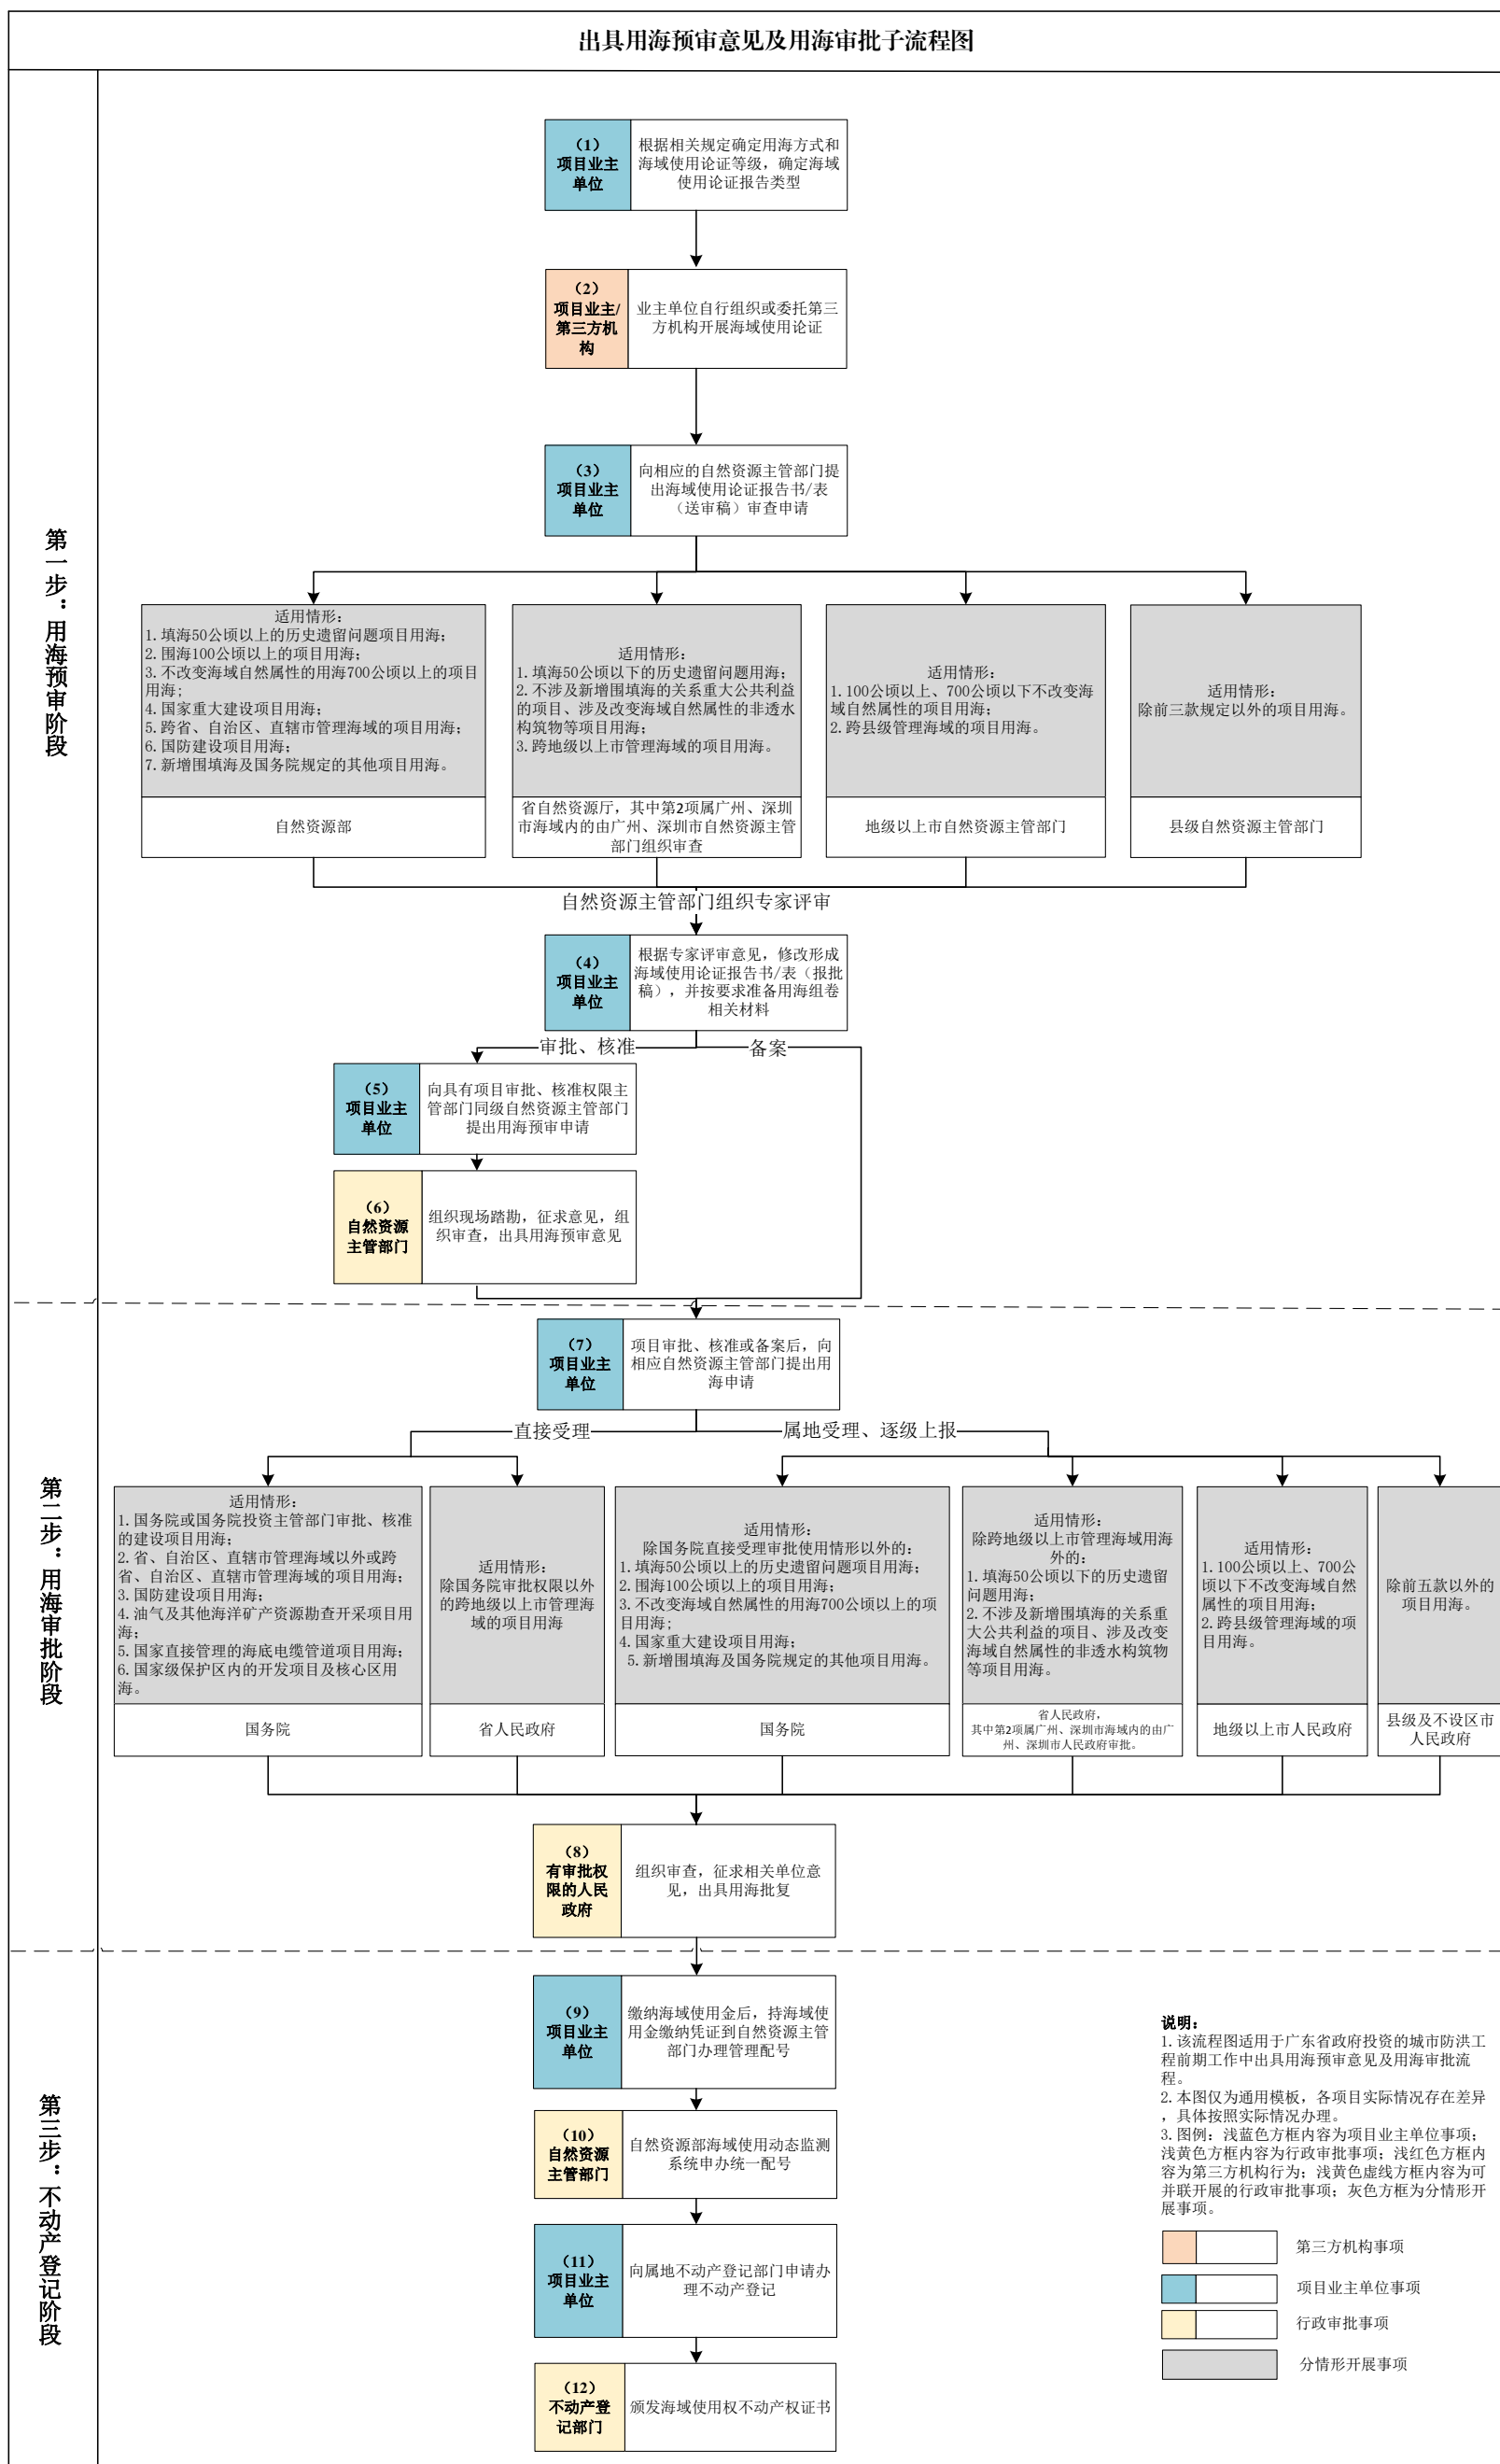 出具用海预审意见及用海审批子流程图
第一步：用海预审阶段
（1）
项目业主
单位
根据相关规定确定用海方式和
海域使用论证等级，确定海域
使用论证报告类型
（2）
项目业主/
第三方机
构
业主单位自行组织或委托第三
方机构开展海域使用论证
（3）
项目业主
单位
向相应的自然资源主管部门提
出海域使用论证报告书/表
（送审稿）审查申请
适用情形：
1.填海50公顷以上的历史遗留问题项目用海；
2.围海100公顷以上的项目用海；
3.不改变海域自然属性的用海700公顷以上的项目
用海;
4.国家重大建设项目用海；
5.跨省、自治区、直辖市管理海域的项目用海；
6.国防建设项目用海；
7.新增围填海及国务院规定的其他项目用海。
自然资源部
适用情形：
1.填海50公顷以下的历史遗留问题用海；
2.不涉及新增围填海的关系重大公共利益
的项目、涉及改变海域自然属性的非透水
构筑物等项目用海；
3.跨地级以上市管理海域的项目用海。
省自然资源厅，其中第2项属广州、深圳
市海域内的由广州、深圳市自然资源主管
部门组织审查
适用情形：
1.100公顷以上、700公顷以下不改变海
域自然属性的项目用海；
2.跨县级管理海域的项目用海。
地级以上市自然资源主管部门
适用情形：
除前三款规定以外的项目用海。
县级自然资源主管部门
自然资源主管部门组织专家评审
（4）
项目业主
单位
根据专家评审意见，修改形成
海域使用论证报告书/表（报批
稿），并按要求准备用海组卷
相关材料
审批、核准
备案
（5）
项目业主
单位
向具有项目审批、核准权限主
管部门同级自然资源主管部门
提出用海预审申请
（6）
自然资源
主管部门
组织现场踏勘，征求意见，组
织审查，出具用海预审意见
第二步：用海审批阶段
（7）
项目业主
单位
项目审批、核准或备案后，向
相应自然资源主管部门提出用
海申请
直接受理
属地受理、逐级上报
适用情形：
1.国务院或国务院投资主管部门审批、核准
的建设项目用海；
2.省、自治区、直辖市管理海域以外或跨
省、自治区、直辖市管理海域的项目用海；
3.国防建设项目用海；
4.油气及其他海洋矿产资源勘查开采项目用
海；
5.国家直接管理的海底电缆管道项目用海；
6.国家级保护区内的开发项目及核心区用
海。
国务院
适用情形：
除国务院审批权限以外
的跨地级以上市管理海
域的项目用海
省人民政府
适用情形：
除国务院直接受理审批使用情形以外的：
1.填海50公顷以上的历史遗留问题项目用海；
2.围海100公顷以上的项目用海；
3.不改变海域自然属性的用海700公顷以上的项
目用海;
4.国家重大建设项目用海；
5.新增围填海及国务院规定的其他项目用海。
国务院
适用情形：
除跨地级以上市管理海域用海
外的：
1.填海50公顷以下的历史遗留
问题用海；
2.不涉及新增围填海的关系重
大公共利益的项目、涉及改变
海域自然属性的非透水构筑物
等项目用海。
省人民政府，
其中第2项属广州、深圳市海域内的由广
州、深圳市人民政府审批。
适用情形：
1.100公顷以上、700公
顷以下不改变海域自然
属性的项目用海；
2.跨县级管理海域的项
目用海。
地级以上市人民政府
除前五款以外的
项目用海。
县级及不设区市
人民政府
（8）
有审批权
限的人民
政府
组织审查，征求相关单位意
见，出具用海批复
第三步：不动产登记阶段
（9）
项目业主
单位
缴纳海域使用金后，持海域使
用金缴纳凭证到自然资源主管
部门办理管理配号
（10）
自然资源
主管部门
自然资源部海域使用动态监测
系统申办统一配号
（11）
项目业主
单位
向属地不动产登记部门申请办
理不动产登记
（12）
不动产登
记部门
颁发海域使用权不动产权证书
说明：
1.该流程图适用于广东省政府投资的城市防洪工
程前期工作中出具用海预审意见及用海审批流
程。
2.本图仅为通用模板，各项目实际情况存在差异
，具体按照实际情况办理。
3.图例：浅蓝色方框内容为项目业主单位事项；
浅黄色方框内容为行政审批事项；浅红色方框内
容为第三方机构行为；浅黄色虚线方框内容为可
并联开展的行政审批事项；灰色方框为分情形开
展事项。
第三方机构事项
项目业主单位事项
行政审批事项
分情形开展事项